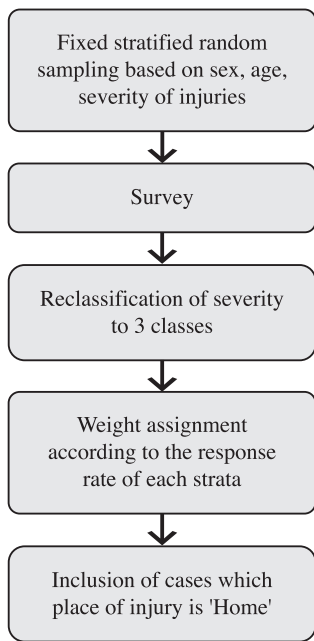 Fixed stratified random
sampling based on sex, age,
severity of injuries
Survey
Reclassification of severity
to 3 classes
Weight assignment
according to the response
rate of each strata
Inclusion of cases which
place of injury is 'Home'